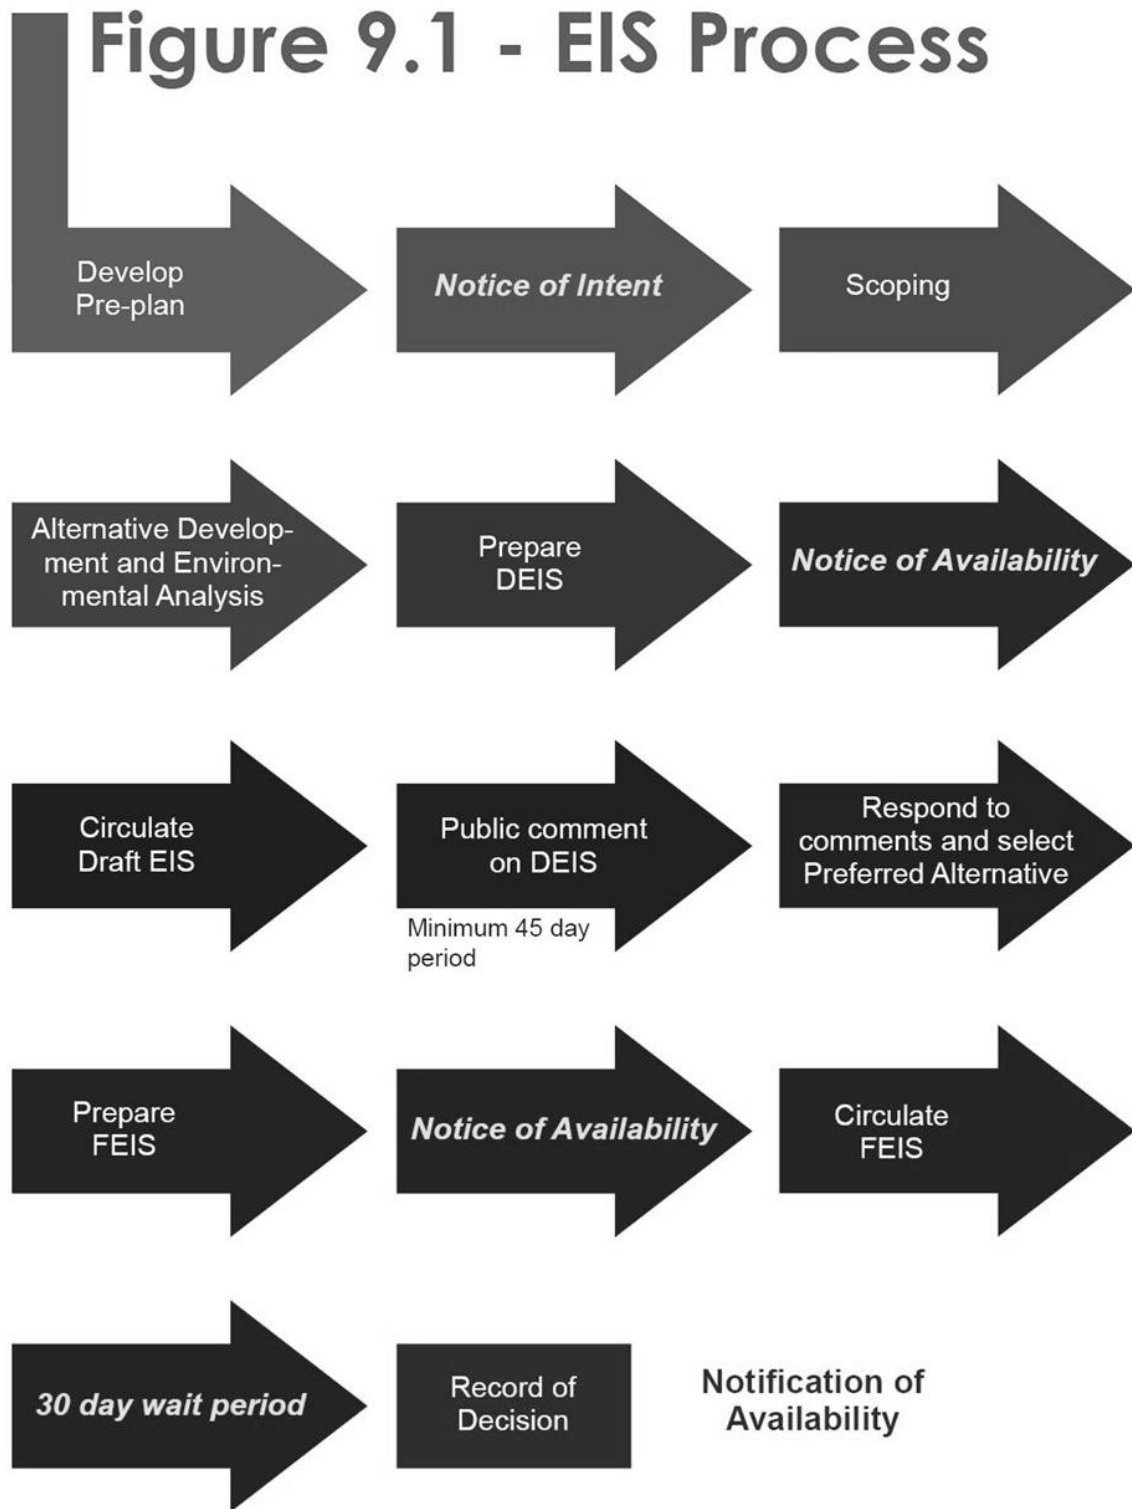 Figure 9.1 - EIS Process
Develop
Pre-plan
Notice of Intent
Scoping
Alternative Develop-
ment and Environ-
mental Analysis
Prepare
DEIS
Notice of Availability
Circulate
Draft EIS
Public comment
on DEIS
Minimum 45 day
period
Respond to
comments and select
Preferred Alternative
Prepare
FEIS
Notice of Availability
Circulate
FEIS
30 day wait period
Record of
Decision
Notification of
Availability